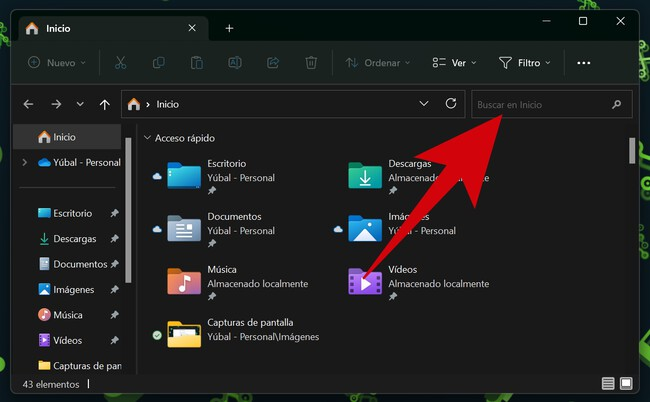 Inicio
Nuevo
Ordenar
Ver
Filtro
Inicio
Buscar en Inicio
Inicio
Yúbal - Personal
Escritorio
Descargas
Documentos
Imágenes
Música
Vídeos
Capturas de pan
Acceso rápido
Escritorio
Yúbal - Personal
Descargas
Almacenado localmente
Documentos
Yúbal - Personal
Imágenes
Yúbal - Personal
Música
Almacenado localmente
Vídeos
Almacenado localmente
Capturas de pantalla
Yúbal - Personal\Imágenes
43 elementos